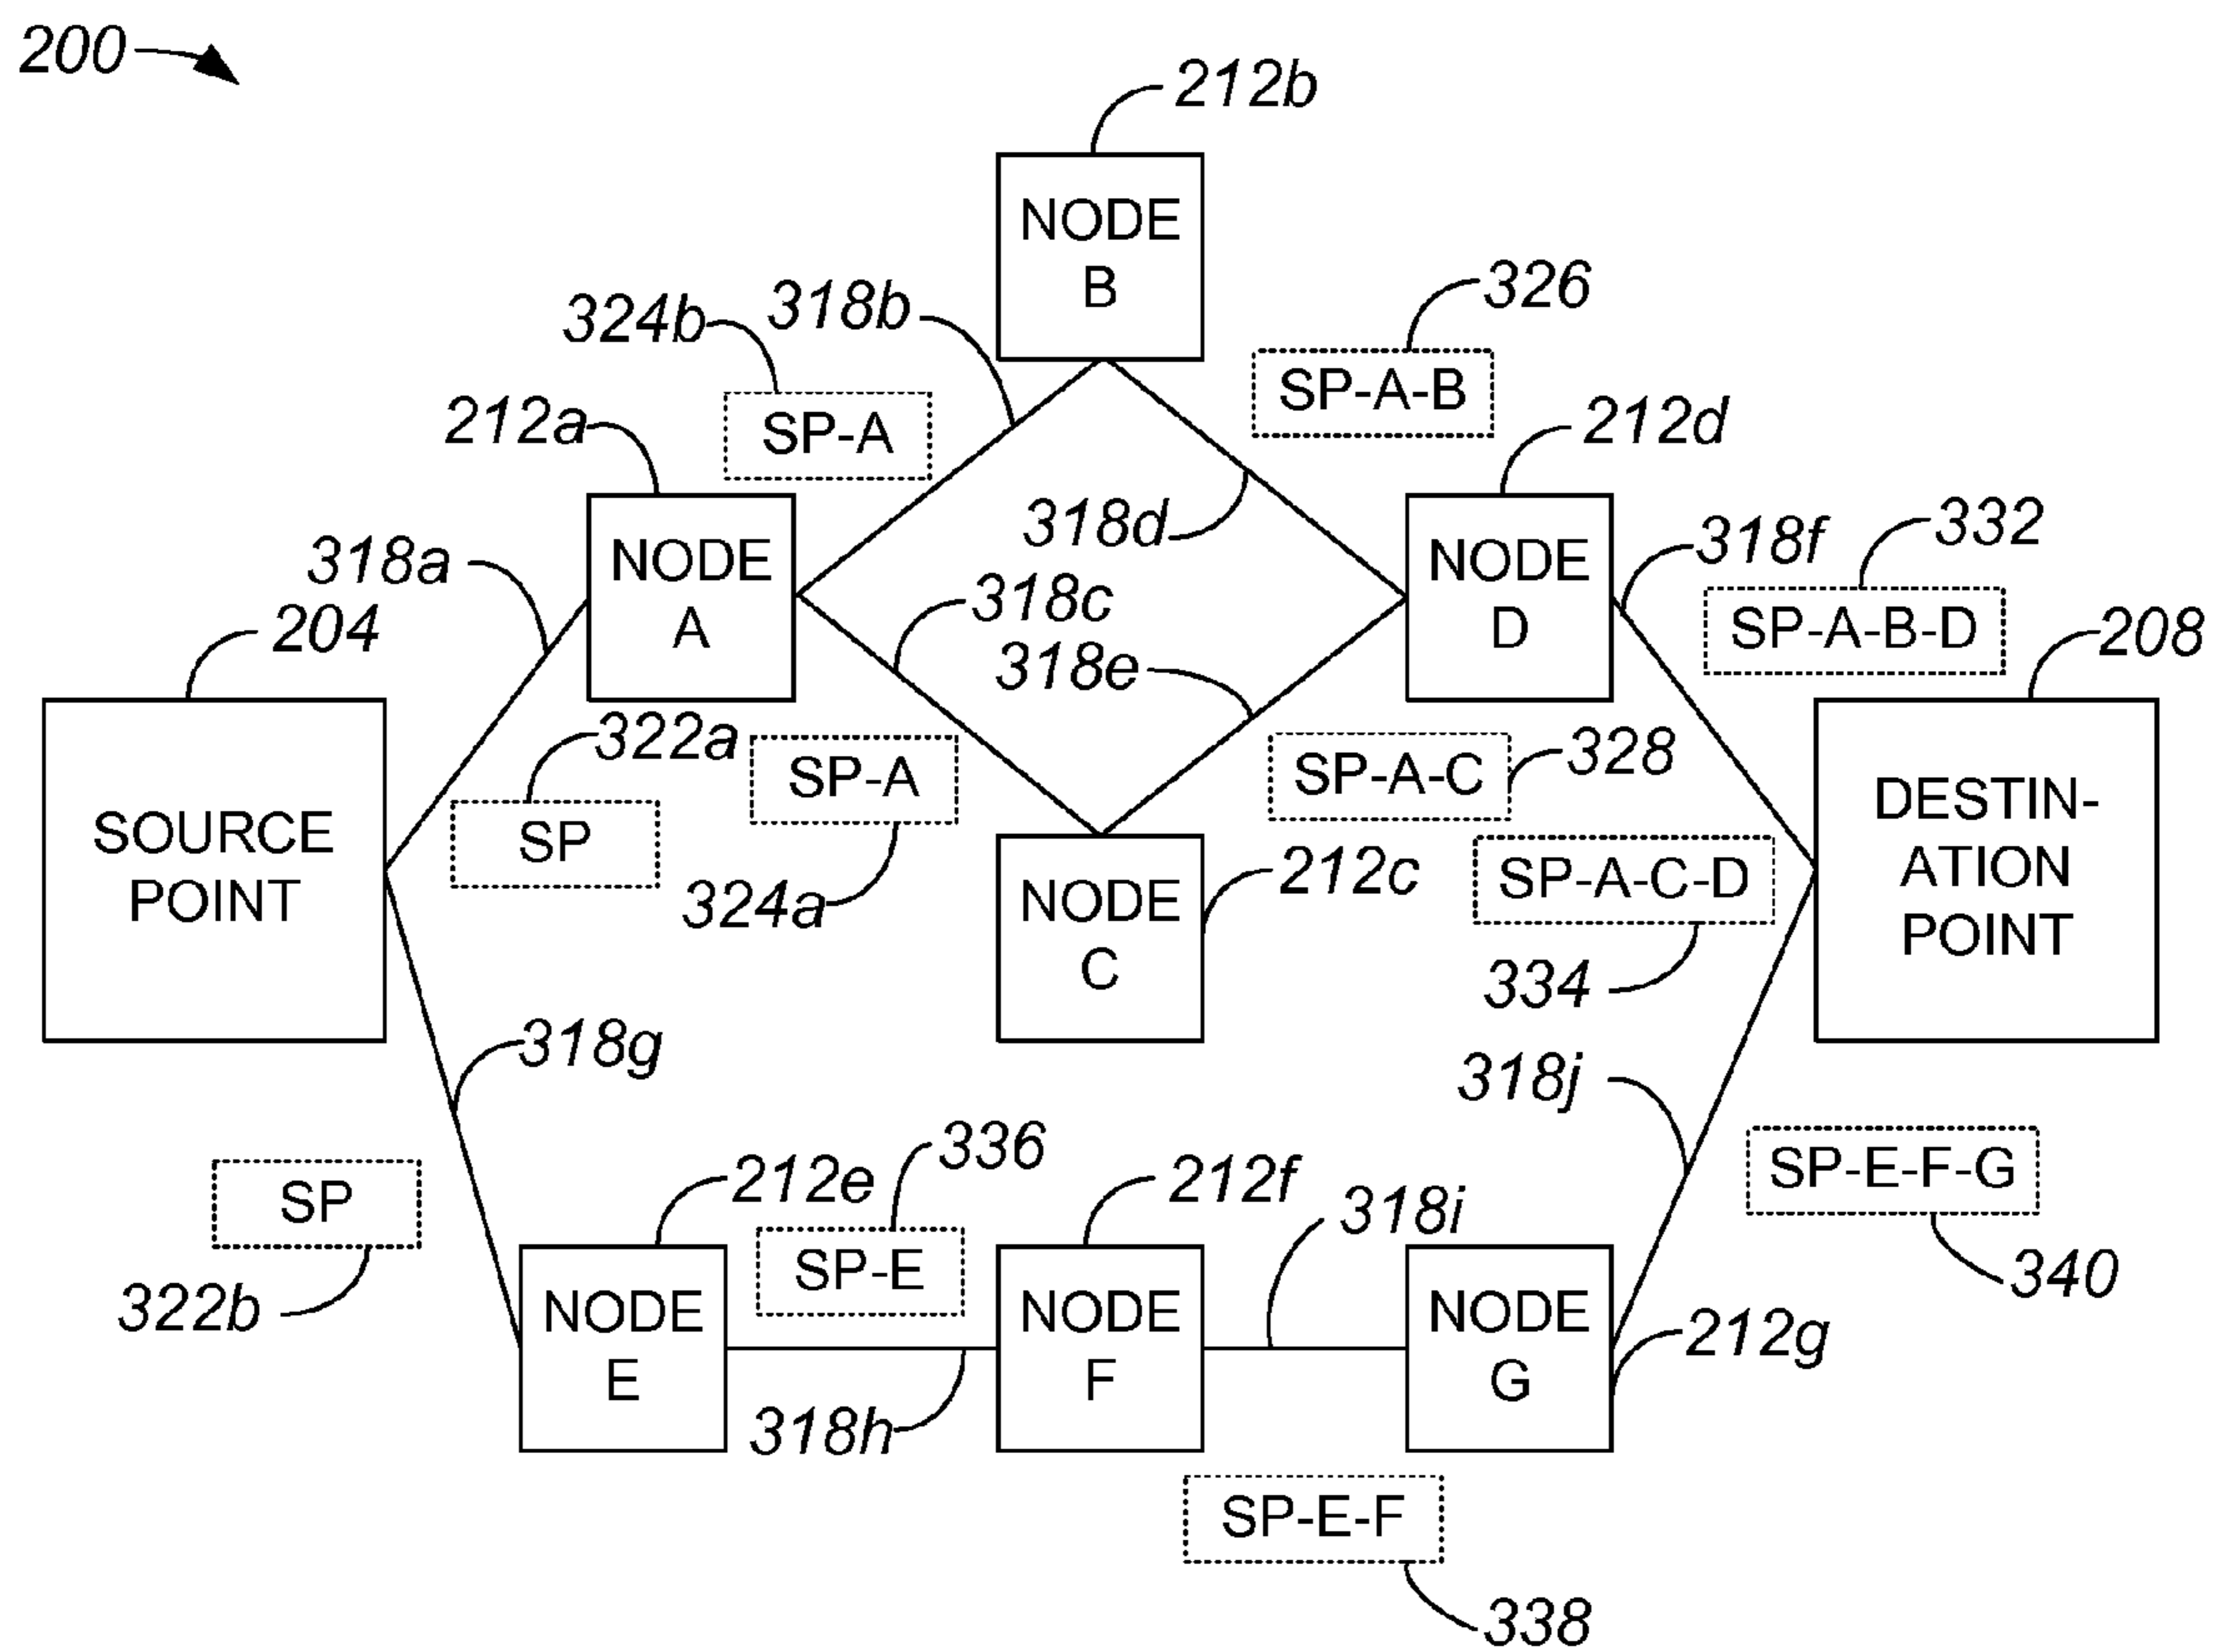 200
212b
NODE
B
326
324b
318b
SP-A-B
212a
SP-A
212d
318d
318f
332
318a
NODE
A
318c
NODE
D
SP-A-B-D
204
318e
208
322a
SP-A
SP-A-C
328
SOURCE
POINT
SP
324a
NODE
C
212c
SP-A-C-D
334
DESTIN-
ATION
POINT
318g
318j
336
SP-E-F-G
SP
212e
212f
318i
340
322b
SP-E
NODE
E
NODE
F
NODE
G
212g
318h
SP-E-F
338